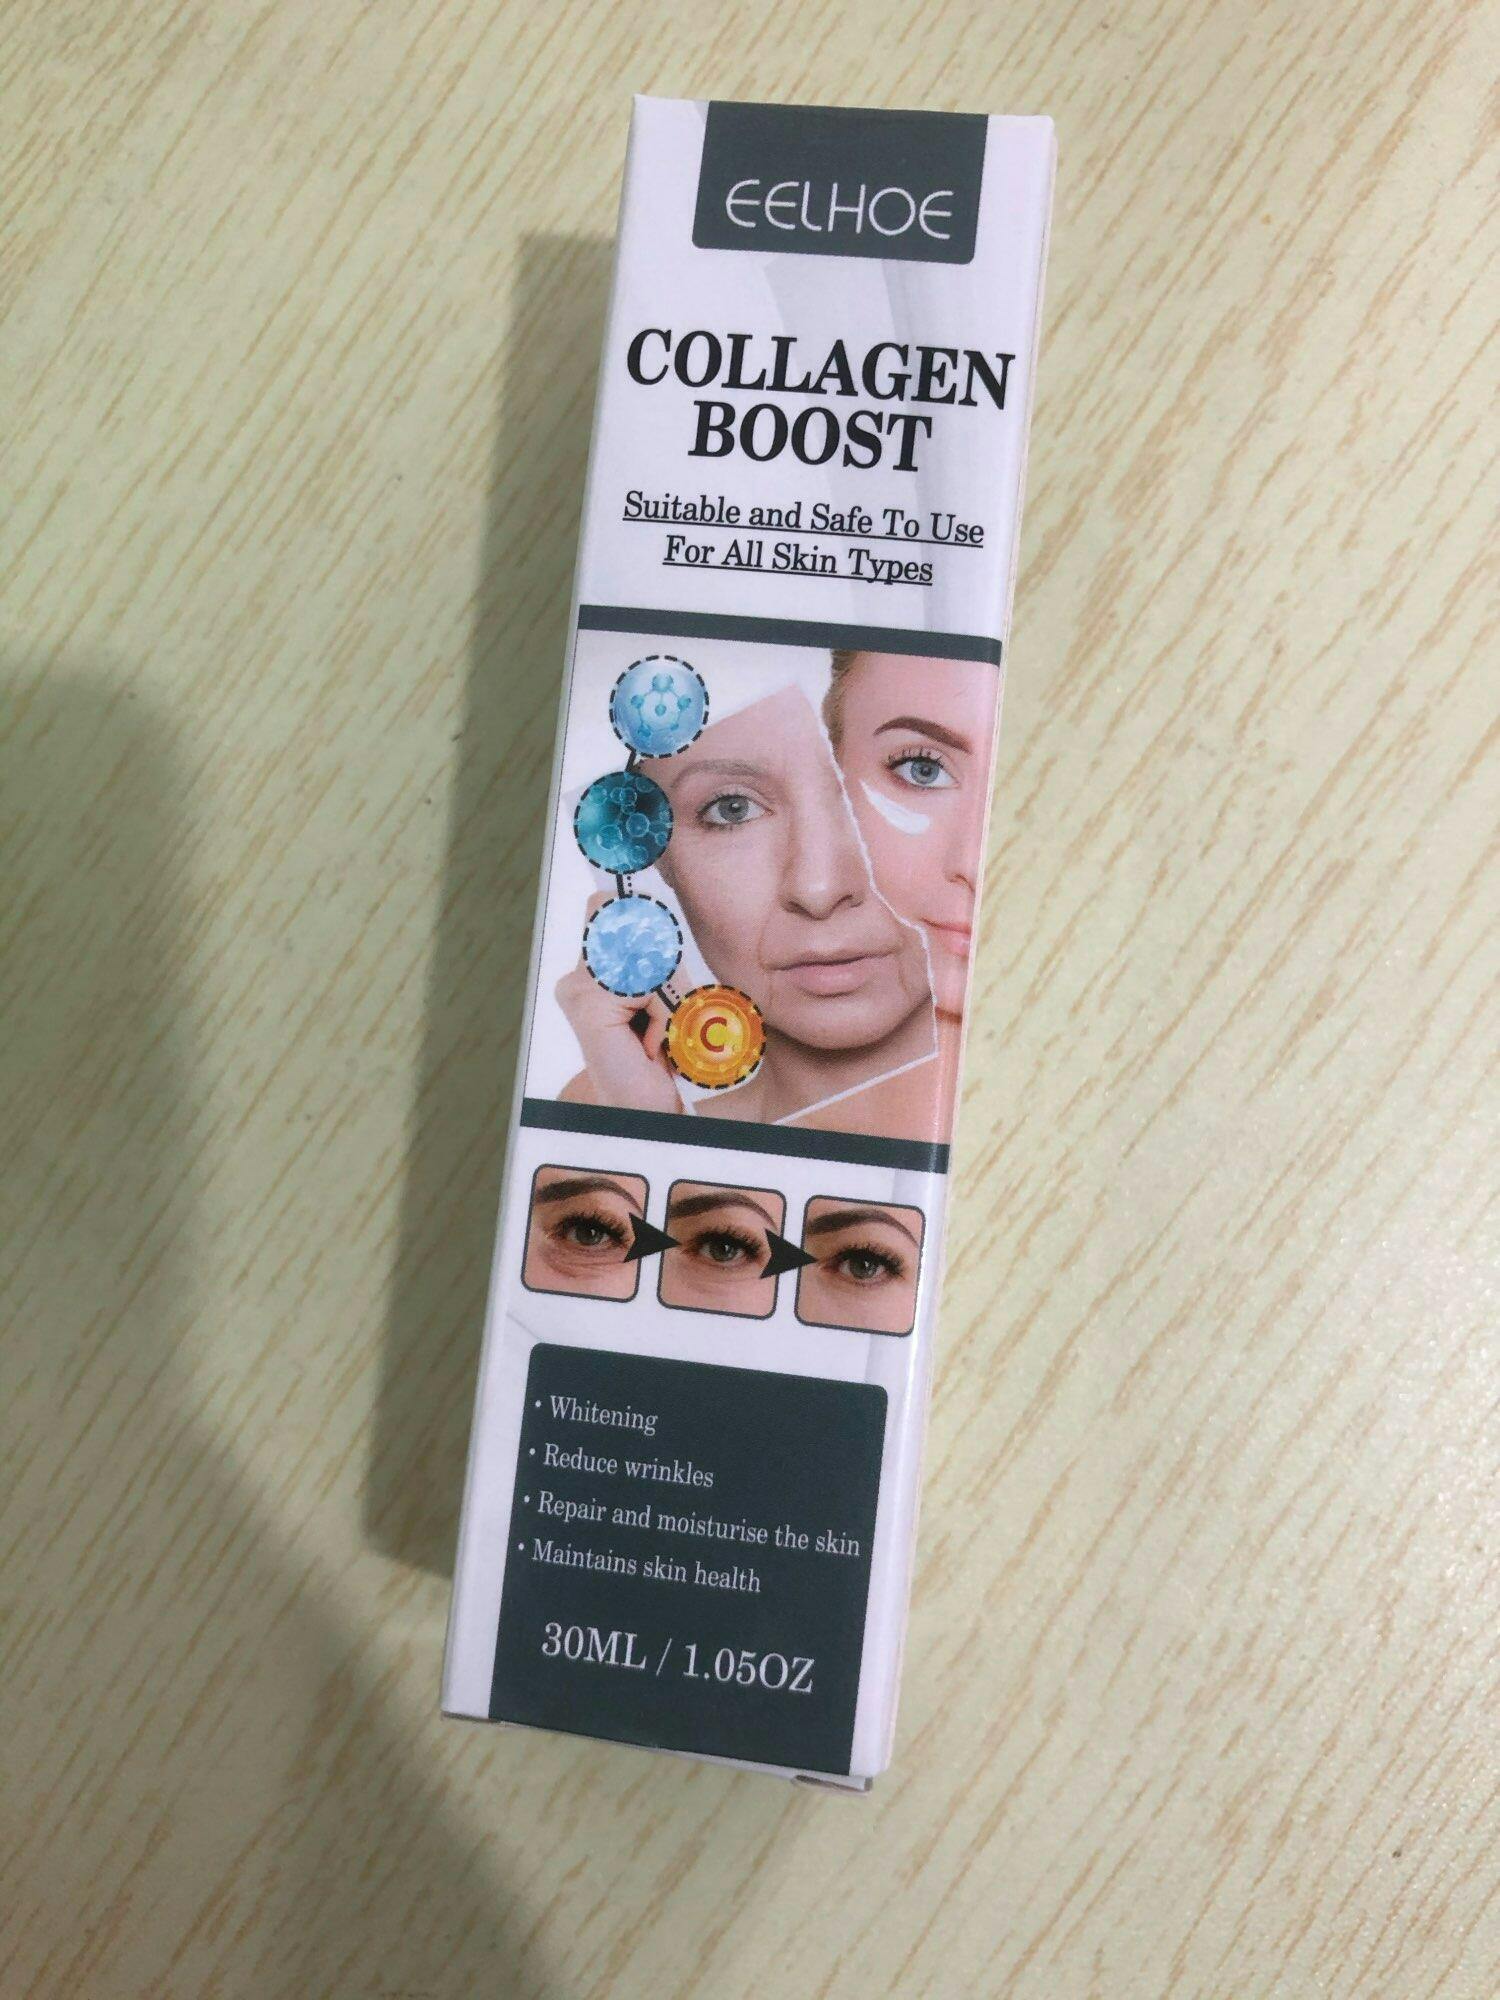 EELHOE
COLLAGEN
BOOST
Suitable and Safe To Use
For All Skin Types
C
• Whitening
• Reduce wrinkles
• Repair and moisturise the skin
• Maintains skin health
30ML / 1.05OZ